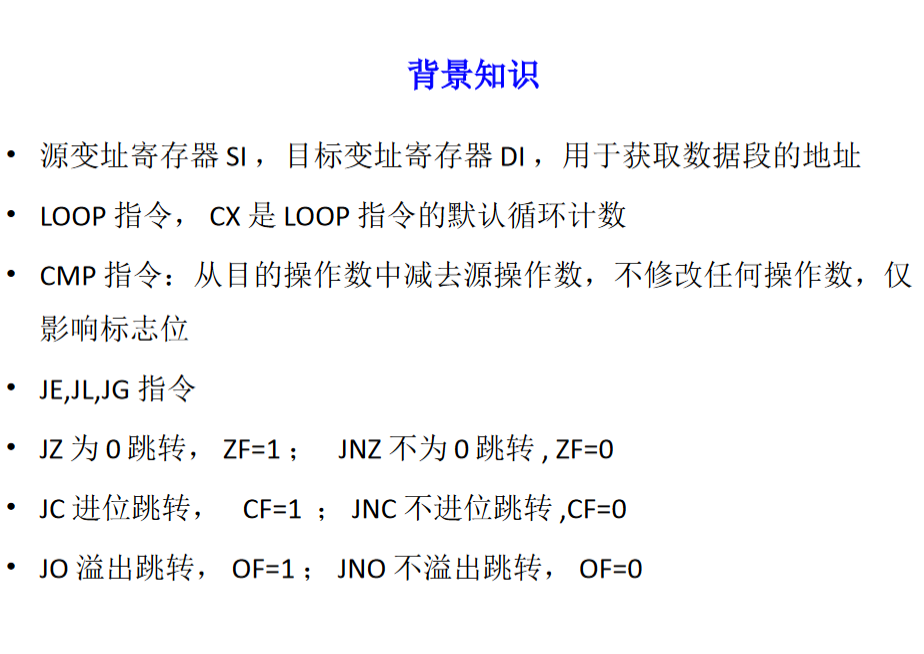 背景知识
• 源变址寄存器 SI ，目标变址寄存器 DI ，用于获取数据段的地址
• LOOP 指令， CX 是 LOOP 指令的默认循环计数
• CMP 指令：从目的操作数中减去源操作数，不修改任何操作数，仅
影响标志位
• JE,JL,JG 指令
• JZ 为 0 跳转， ZF=1 ； JNZ 不为 0 跳转 , ZF=0
• JC 进位跳转， CF=1 ； JNC 不进位跳转 ,CF=0
• JO 溢出跳转， OF=1 ； JNO 不溢出跳转， OF=0